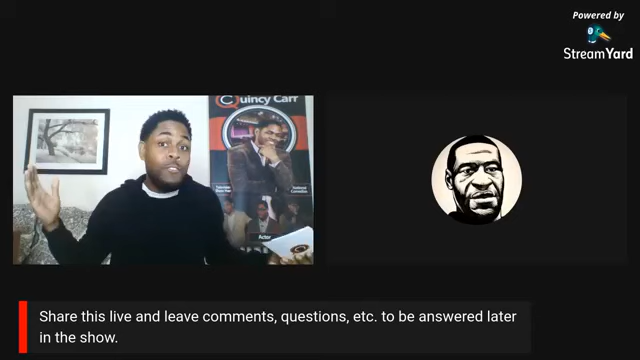 Powered by
StreamYard
Quincy Carr
Actor
Share this live and leave comments, questions, etc. to be answered later
in the show.